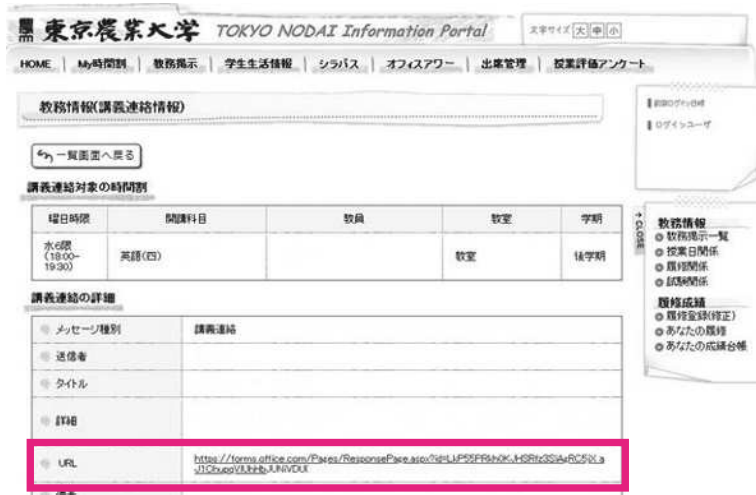 東京農業大学 TOKYO NODAI Information Portal
文字サイズ 大 中 小
HOME My時間割 教務掲示 学生生活情報 シラバス オフィスアワー 出席管理 授業評価アンケート
教務情報(講義連絡情報)
前回ログイン日時
ログインユーザ
一覧画面へ戻る
講義連絡対象の時間割
曜日時限 開講科目 教員 教室 学期
水6限
(18:00-
19:30)
英語(四) 教室 後学期
CLOSE
教務情報
教務掲示一覧
授業日関係
履修関係
試験関係
履修成績
履修登録(修正)
あなたの履修
あなたの成績台帳
講義連絡の詳細
メッセージ種別 講義連絡
送信者
タイトル
詳細
URL https://forms.office.com/Pages/ResponsePage.aspx?id=